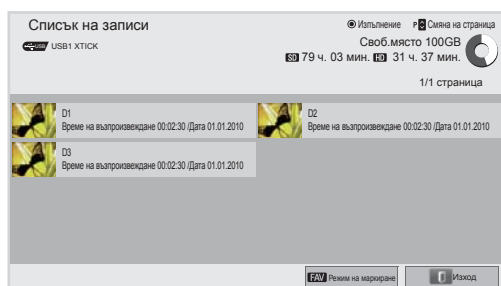 Списък на записи
Изпълнение P Смяна на страница
USB USB1 XTICK
Своб.място 100GB
SD 79 ч. 03 мин. HD 31 ч. 37 мин.
1/1 страница
D1
Време на възпроизвеждане 00:02:30 /Дата 01.01.2010
D2
Време на възпроизвеждане 00:02:30 /Дата 01.01.2010
D3
Време на възпроизвеждане 00:02:30 /Дата 01.01.2010
FAV Режим на маркиране
Изход